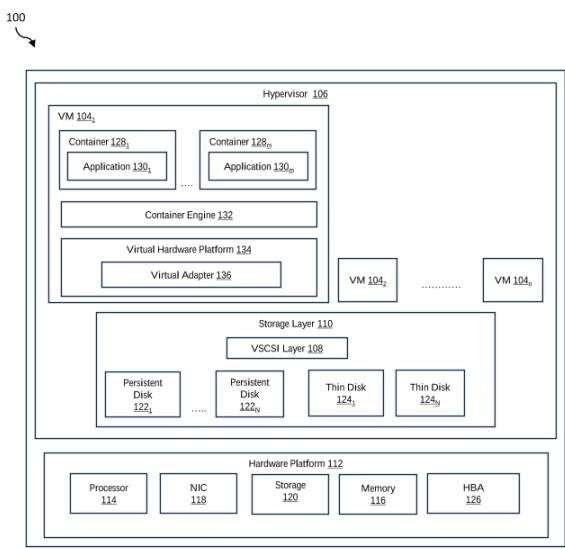 100
Hypervisor 106
VM 104₁
Container 128₁
Container 128ₘ
Application 130₁
Application 130ₘ
....
Container Engine 132
Virtual Hardware Platform 134
Virtual Adapter 136
VM 104₂
............
VM 104ₙ
Storage Layer 110
VSCSI Layer 108
Persistent
Disk
122₁
.....
Persistent
Disk
122N
Thin Disk
124₁
Thin Disk
124N
Hardware Platform 112
Processor
114
NIC
118
Storage
120
Memory
116
HBA
126